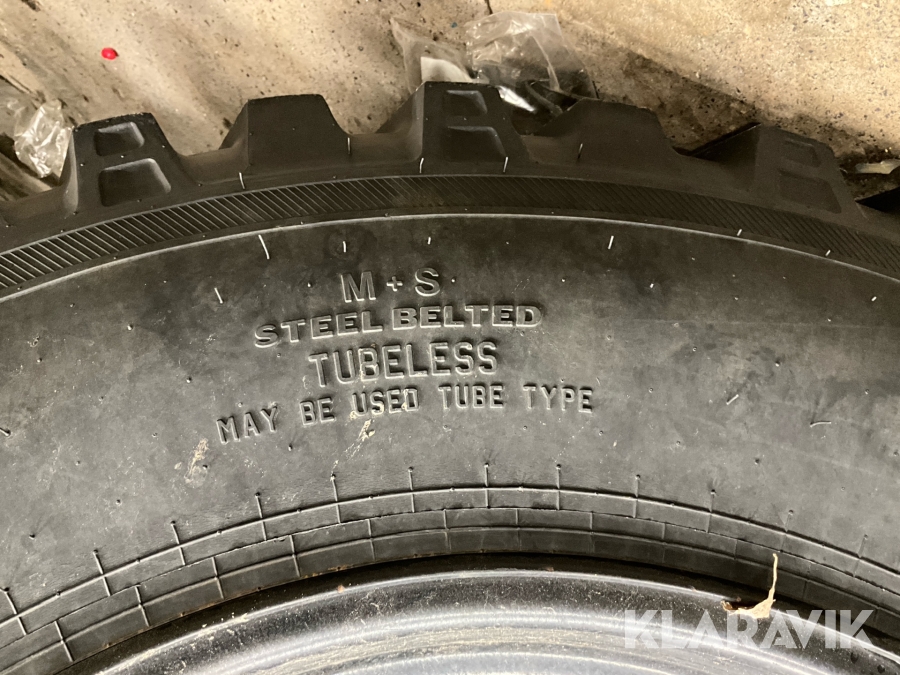 M+S
STEEL BELTED
TUBELESS
MAY BE USED TUBE TYPE
KLARAVIK